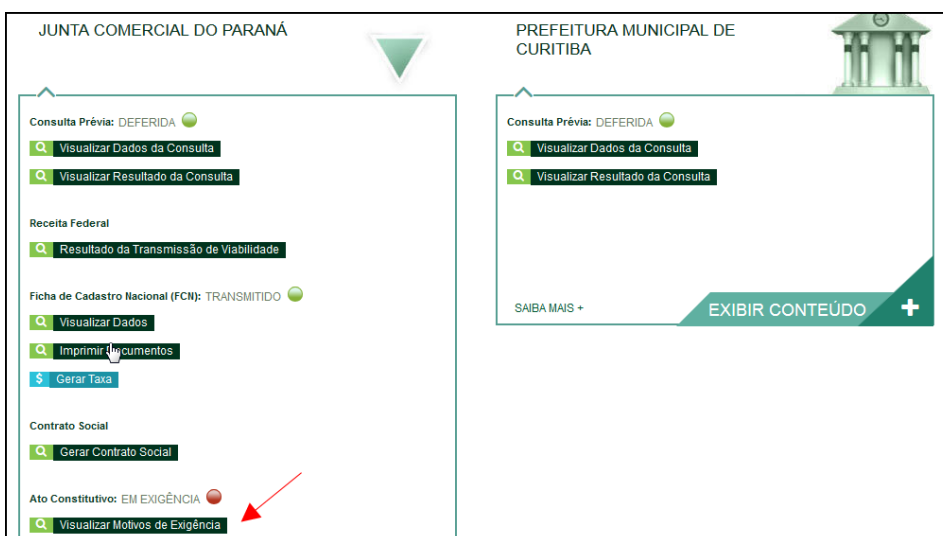 JUNTA COMERCIAL DO PARANÁ
Consulta Prévia: DEFERIDA
Visualizar Dados da Consulta
Visualizar Resultado da Consulta
Receita Federal
Resultado da Transmissão de Viabilidade
Ficha de Cadastro Nacional (FCN): TRANSMITIDO
Visualizar Dados
Imprimir Documentos
$ Gerar Taxa
Contrato Social
Gerar Contrato Social
Ato Constitutivo: EM EXIGÊNCIA
Visualizar Motivos de Exigência
PREFEITURA MUNICIPAL DE
CURITIBA
Consulta Prévia: DEFERIDA
Visualizar Dados da Consulta
Visualizar Resultado da Consulta
SAIBA MAIS +
EXIBIR CONTEÚDO +